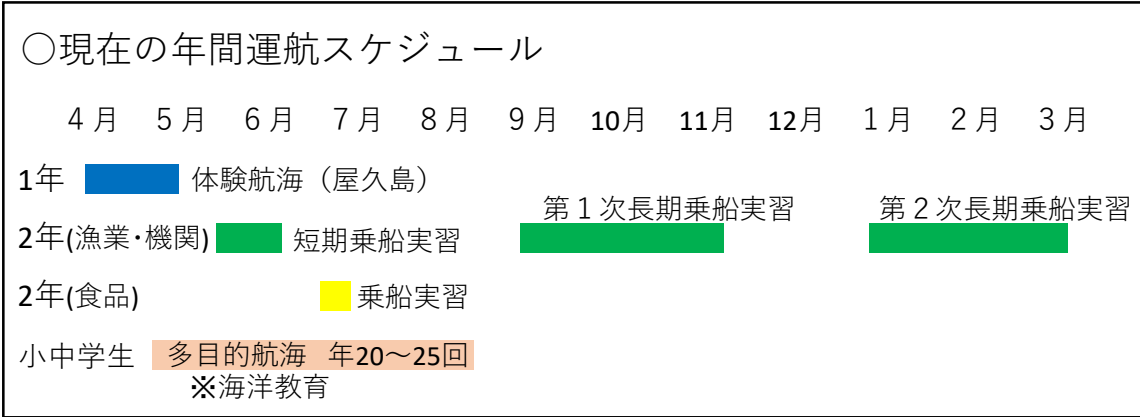 ○現在の年間運航スケジュール
４月 ５月 ６月 ７月 ８月 ９月 10月 11月 12月 １月 ２月 ３月
1年 体験航海（屋久島）
第１次長期乗船実習 第２次長期乗船実習
2年(漁業・機関) 短期乗船実習
2年(食品) 乗船実習
小中学生 多目的航海 年20～25回
※海洋教育